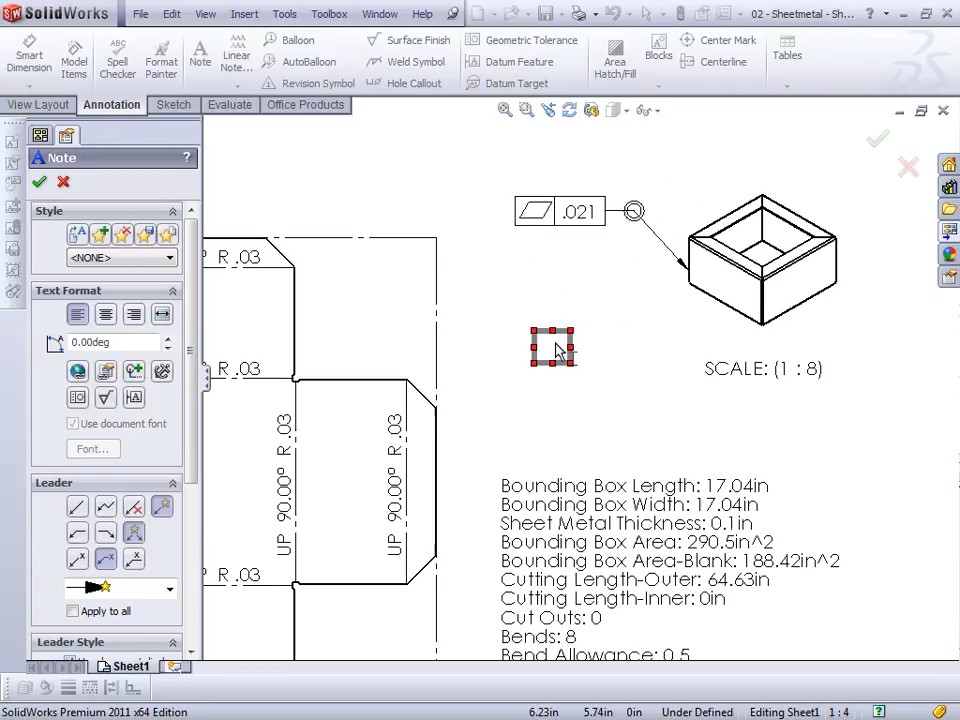 SolidWorks File Edit View Insert Tools Toolbox Window Help 02 - Sheetmetal - Sh... ?
Smart Dimension
Model Items
Spell Checker
Format Painter
Note
Linear Note...
Balloon
AutoBalloon
Revision Symbol
Surface Finish
Weld Symbol
Hole Callout
Geometric Tolerance
Datum Feature
Datum Target
Area Hatch/Fill
Blocks
Center Mark
Centerline
Tables
View Layout Annotation Sketch Evaluate Office Products
Note ?
Style
<NONE>
Text Format
0.00deg
Use document font
Font...
Leader
Apply to all
Leader Style
P R .03
R .03
UP 90.00° R .03
UP 90.00° R .03
R .03
.021
SCALE: (1 : 8)
Bounding Box Length: 17.04in
Bounding Box Width: 17.04in
Sheet Metal Thickness: 0.1in
Bounding Box Area: 290.5in^2
Bounding Box Area-Blank: 188.42in^2
Cutting Length-Outer: 64.63in
Cutting Length-Inner: 0in
Cut Outs: 0
Bends: 8
Bend Allowance: 0.5
Sheet1
SolidWorks Premium 2011 x64 Edition 6.23in 5.74in 0in Under Defined Editing Sheet1 1 : 4 ?